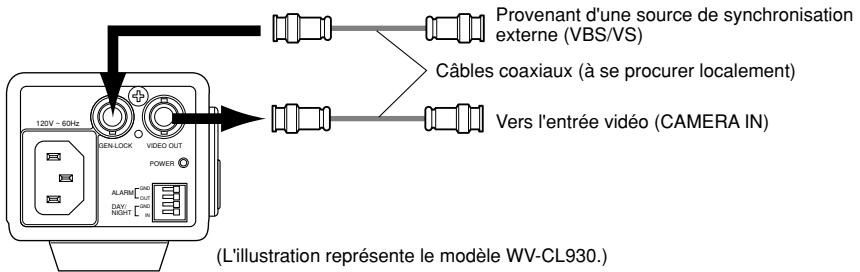 Provenant d'une source de synchronisation
externe (VBS/VS)
Câbles coaxiaux (à se procurer localement)
Vers l'entrée vidéo (CAMERA IN)
120V ~ 60Hz
GEN-LOCK
VIDEO OUT
POWER
ALARM
GND
OUT
DAY/
NIGHT
GND
IN
(L'illustration représente le modèle WV-CL930.)